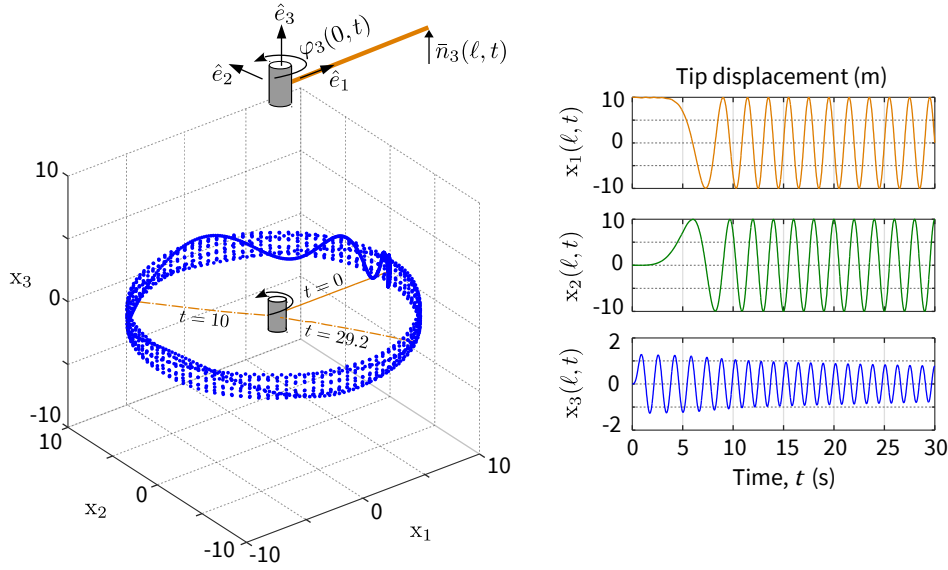 ê₃
φ₃(0, t)
n̄₃(ℓ, t)
ê₂
ê₁
10
x₃
0
-10
t = 0
t = 10
t = 29.2
10
0
-10
x₂
-10
0
10
x₁
Tip displacement (m)
x₁(ℓ, t)
10
0
-10
x₂(ℓ, t)
10
0
-10
x₃(ℓ, t)
2
0
-2
0 5 10 15 20 25 30
Time, t (s)